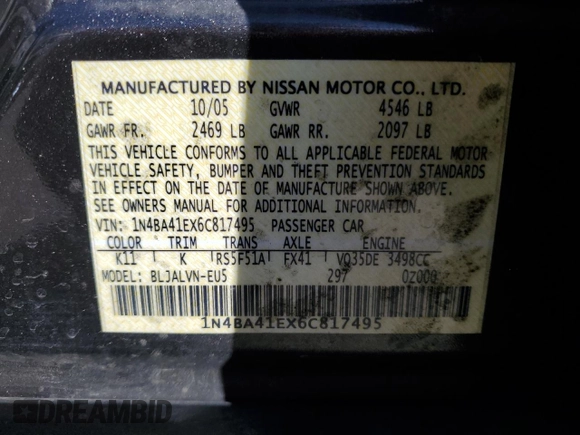 MANUFACTURED BY NISSAN MOTOR CO., LTD.
DATE 10/05 GVWR 4546 LB
GAWR FR. 2469 LB GAWR RR. 2097 LB
THIS VEHICLE CONFORMS TO ALL APPLICABLE FEDERAL MOTOR
VEHICLE SAFETY, BUMPER AND THEFT PREVENTION STANDARDS
IN EFFECT ON THE DATE OF MANUFACTURE SHOWN ABOVE.
SEE OWNERS MANUAL FOR ADDITIONAL INFORMATION.
VIN: 1N4BA41EX6C817495 PASSENGER CAR
COLOR TRIM TRANS AXLE ENGINE
K11 K RS5F51A FX41 VQ35DE 3498CC
MODEL: BLJALVN-EU5 297 0Z000
1N4BA41EX6C817495
DREAMBID